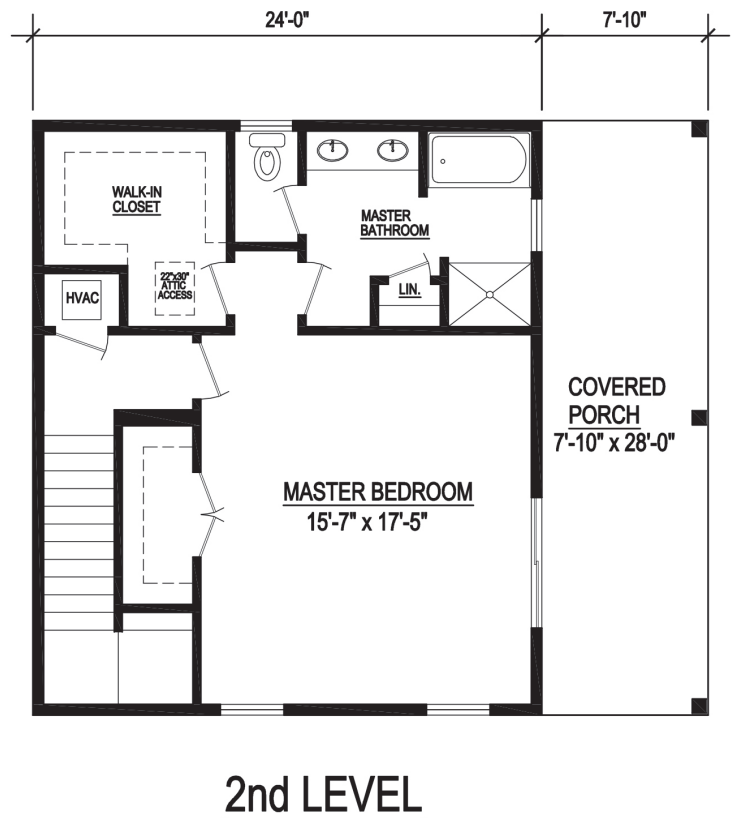 24'-0"
7'-10"
WALK-IN
CLOSET
MASTER
BATHROOM
22"x30"
ATTIC
ACCESS
HVAC
LIN.
COVERED
PORCH
7'-10" x 28'-0"
MASTER BEDROOM
15'-7" x 17'-5"
2nd LEVEL